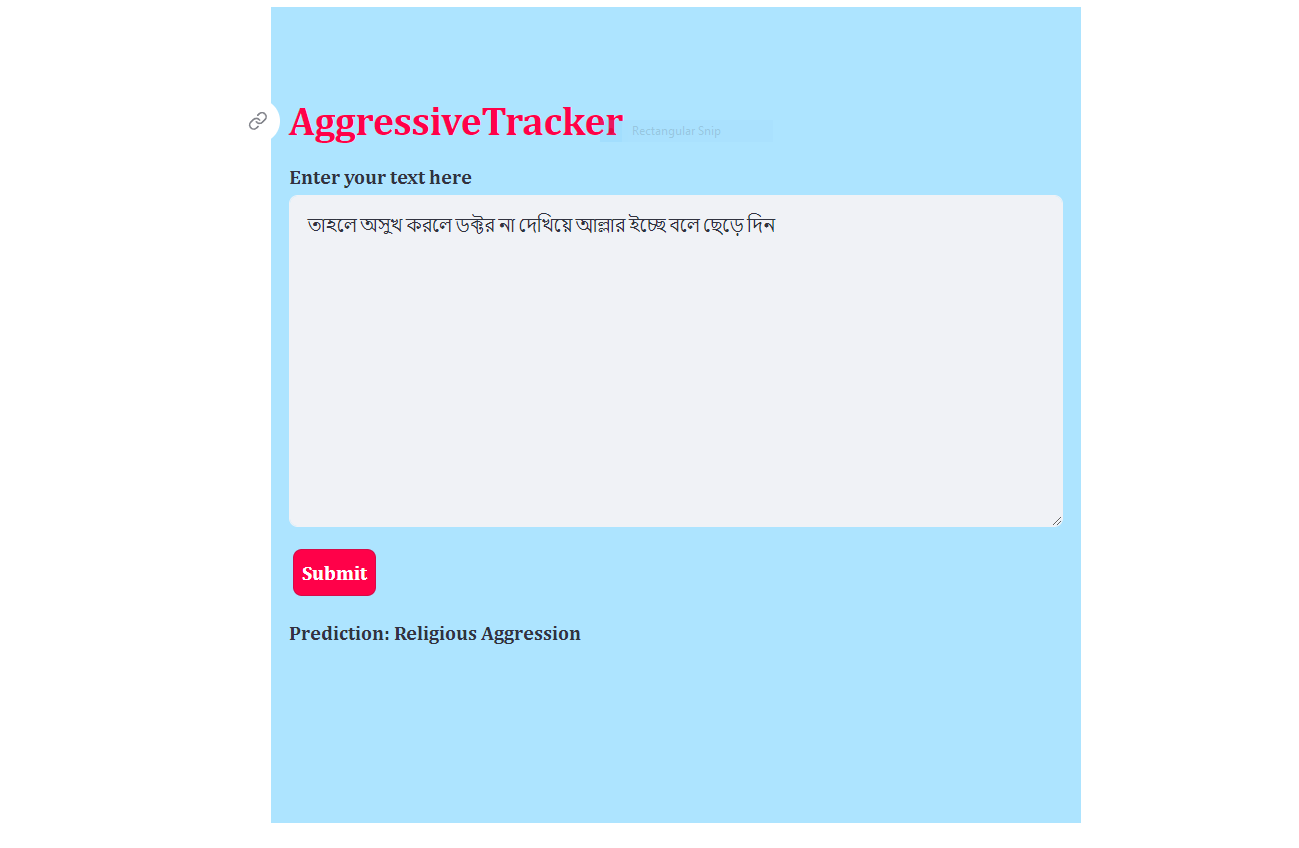 AggressiveTracker
Rectangular Snip
Enter your text here
তাহলে অসুখ করলে ডক্টর না দেখিয়ে আল্লার ইচ্ছে বলে ছেড়ে দিন
Submit
Prediction: Religious Aggression